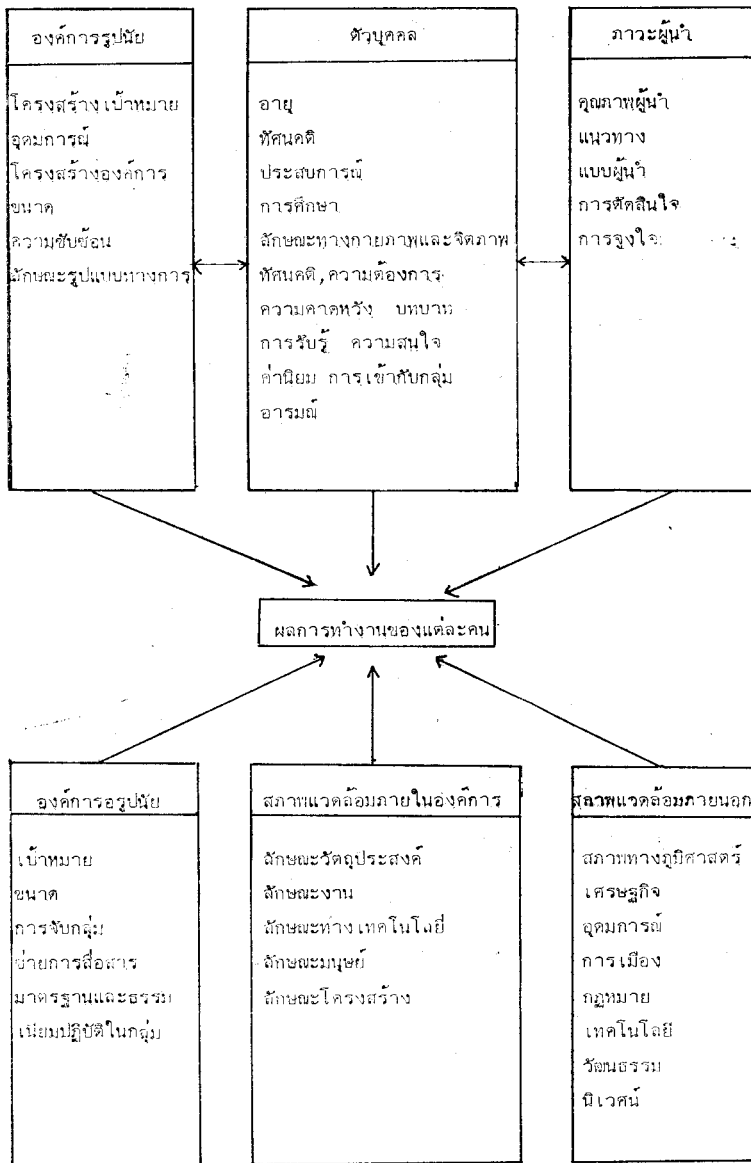 องค์การรูปนัย
โครงสร้างเป้าหมาย
อุดมการณ์
โครงสร้างองค์การ
ขนาด
ความซับซ้อน
ลักษณะรูปแบบทางการ
ตัวบุคคล
อายุ
ทัศนคติ
ประสบการณ์
การศึกษา
ลักษณะทางกายภาพและจิตภาพ
ทัศนคติ,ความต้องการ
ความคาดหวัง บทบาท
การรับรู้ ความสนใจ
ค่านิยม การเข้ากับกลุ่ม
อารมณ์
ภาวะผู้นำ
คุณภาพผู้นำ
แนวทาง
แบบผู้นำ
การตัดสินใจ
การจูงใจ
ผลการทำงานของแต่ละคน
องค์การอรูปนัย
เป้าหมาย
ขนาด
การจับกลุ่ม
ข่ายการสื่อสาร
มาตรฐานและธรรม
เนียมปฏิบัติในกลุ่ม
สภาพแวดล้อมภายในองค์การ
ลักษณะวัตถุประสงค์
ลักษณะงาน
ลักษณะทางเทคโนโลยี
ลักษณะมนุษย์
ลักษณะโครงสร้าง
สภาพแวดล้อมภายนอก
สภาพทางภูมิศาสตร์
เศรษฐกิจ
อุดมการณ์
การเมือง
กฎหมาย
เทคโนโลยี
วัฒนธรรม
นิเวศน์